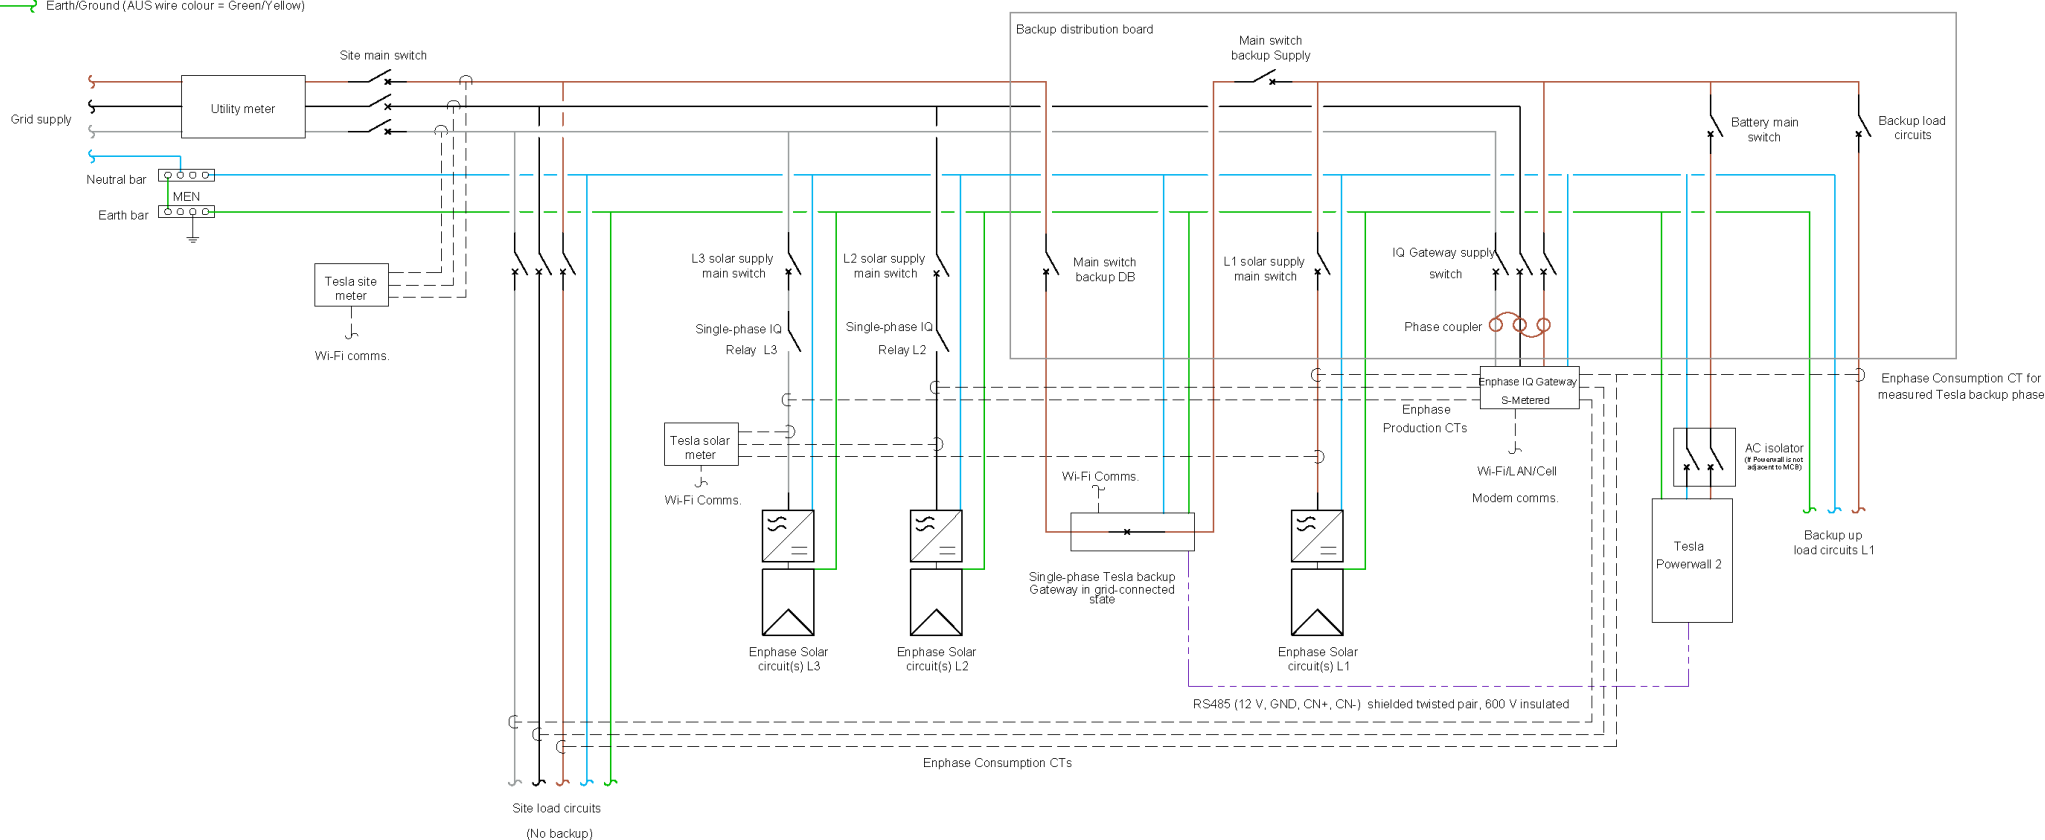 Earth/Ground (AUS wire colour = Green/Yellow)
Backup distribution board
Site main switch
Main switch
backup Supply
Utility meter
Grid supply
Battery main
switch
Backup load
circuits
Neutral bar
MEN
Earth bar
L3 solar supply
main switch
L2 solar supply
main switch
Main switch
backup DB
L1 solar supply
main switch
IQ Gateway supply
switch
Tesla site
meter
Wi-Fi comms.
Single-phase IQ
Relay L3
Single-phase IQ
Relay L2
Phase coupler
Enphase IQ Gateway
S-Metered
Enphase Consumption CT for
measured Tesla backup phase
Enphase
Production CTs
Tesla solar
meter
Wi-Fi Comms.
Wi-Fi Comms.
Wi-Fi/LAN/Cell
Modem comms.
AC isolator
(If Powerwall is not
adjacent to MCB)
Tesla
Powerwall 2
Backup up
load circuits L1
Single-phase Tesla backup
Gateway in grid-connected
state
Enphase Solar
circuit(s) L3
Enphase Solar
circuit(s) L2
Enphase Solar
circuit(s) L1
RS485 (12 V, GND, CN+, CN-) shielded twisted pair, 600 V insulated
Enphase Consumption CTs
Site load circuits
(No backup)